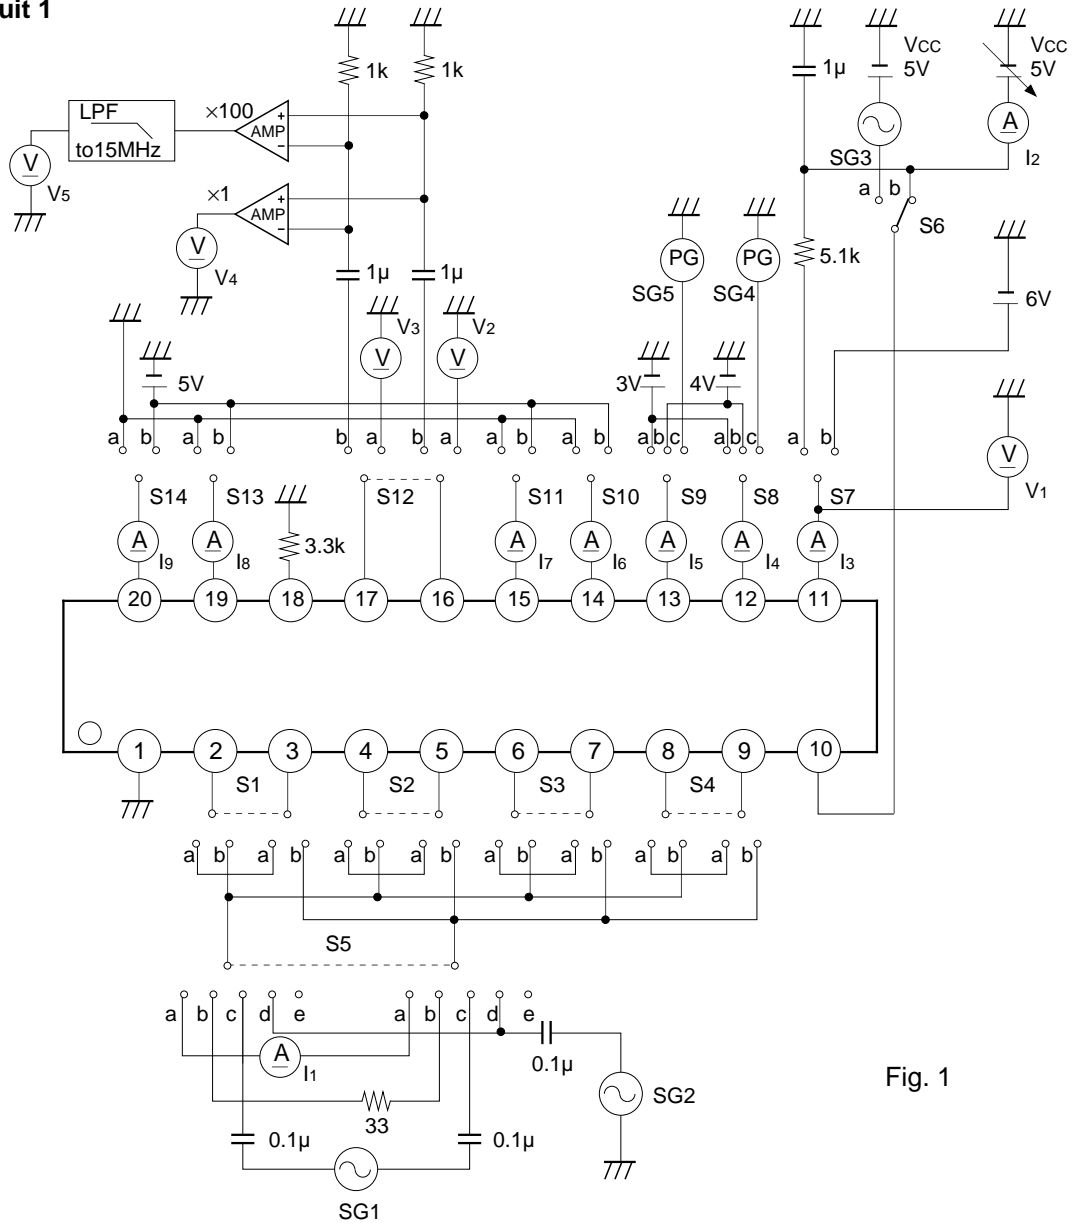 uit 1
1k 1k 1µ VCC 5V VCC 5V
LPF to15MHz ×100 AMP + −
V V5
SG3 A I2
×1 AMP + −
a b S6
V V4
1µ 1µ
PG SG5 PG SG4 5.1k
6V
V3 V2
V V
5V 3V 4V
a b a b b a b a a b a b a b c a b c a b
V V1
S14 S13 S12 S11 S10 S9 S8 S7
3.3k
A I9 A I8 A I7 A I6 A I5 A I4 A I3
20 19 18 17 16 15 14 13 12 11
1 2 3 4 5 6 7 8 9 10
S1 S2 S3 S4
a b a b a b a b a b a b a b a b
S5
a b c d e a b c d e
A I1
0.1µ
SG2
33
0.1µ 0.1µ
SG1
Fig. 1